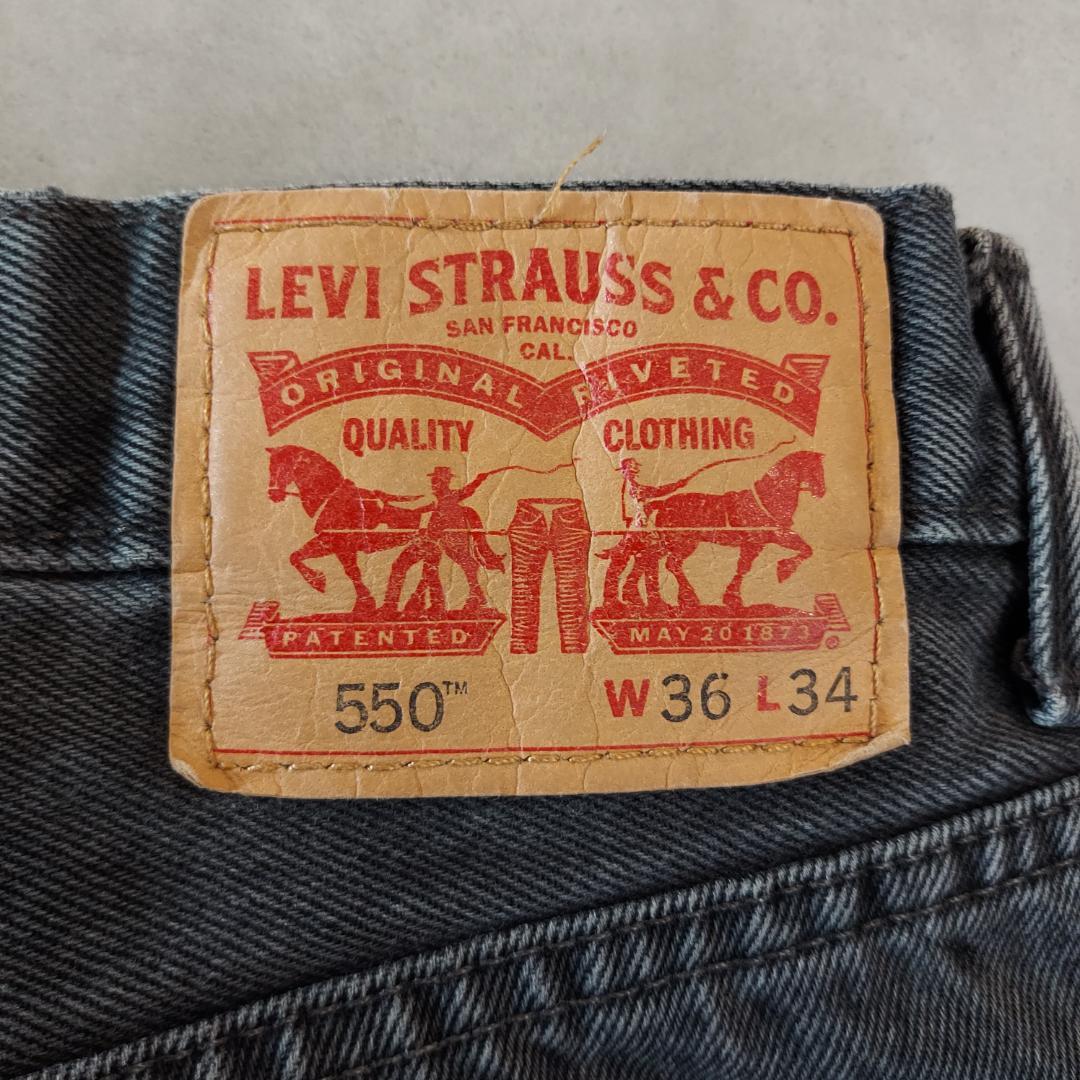 LEVI STRAUSS & CO.
SAN FRANCISCO
CAL.
ORIGINAL RIVETED
QUALITY CLOTHING
PATENTED MAY 20 1873 ®
550™ W36 L34